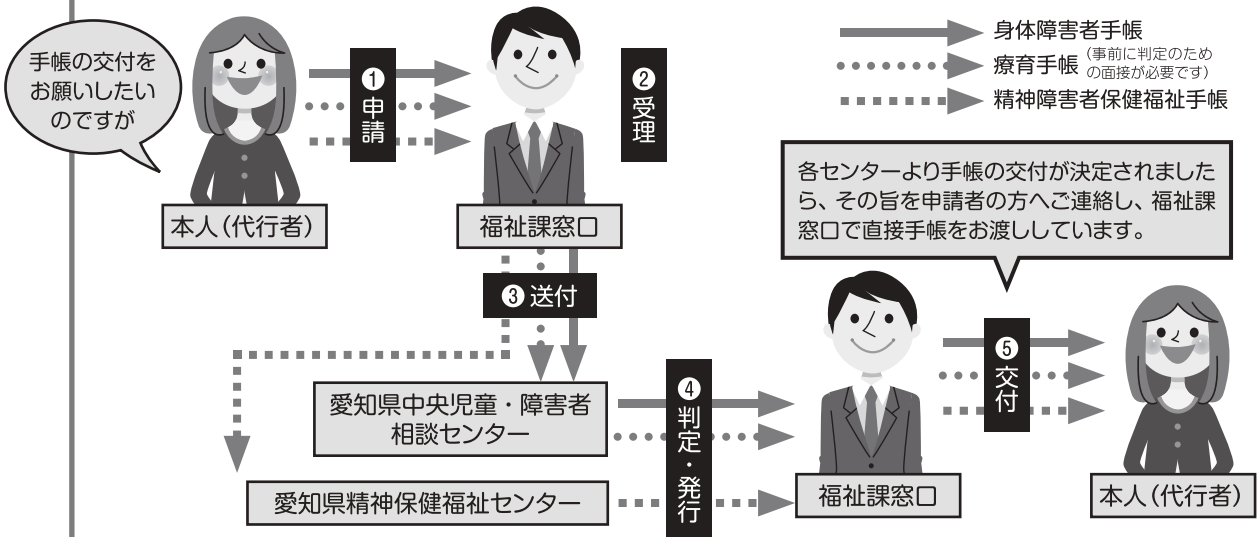 手帳の交付を
お願いしたい
のですが
❶申請
❷受理
身体障害者手帳
療育手帳（事前に判定のため
の面接が必要です）
精神障害者保健福祉手帳
各センターより手帳の交付が決定されました
ら、その旨を申請者の方へご連絡し、福祉課
窓口で直接手帳をお渡ししています。
本人（代行者）
福祉課窓口
❸送付
愛知県中央児童・障害者
相談センター
愛知県精神保健福祉センター
❹判定・発行
福祉課窓口
❺交付
本人（代行者）